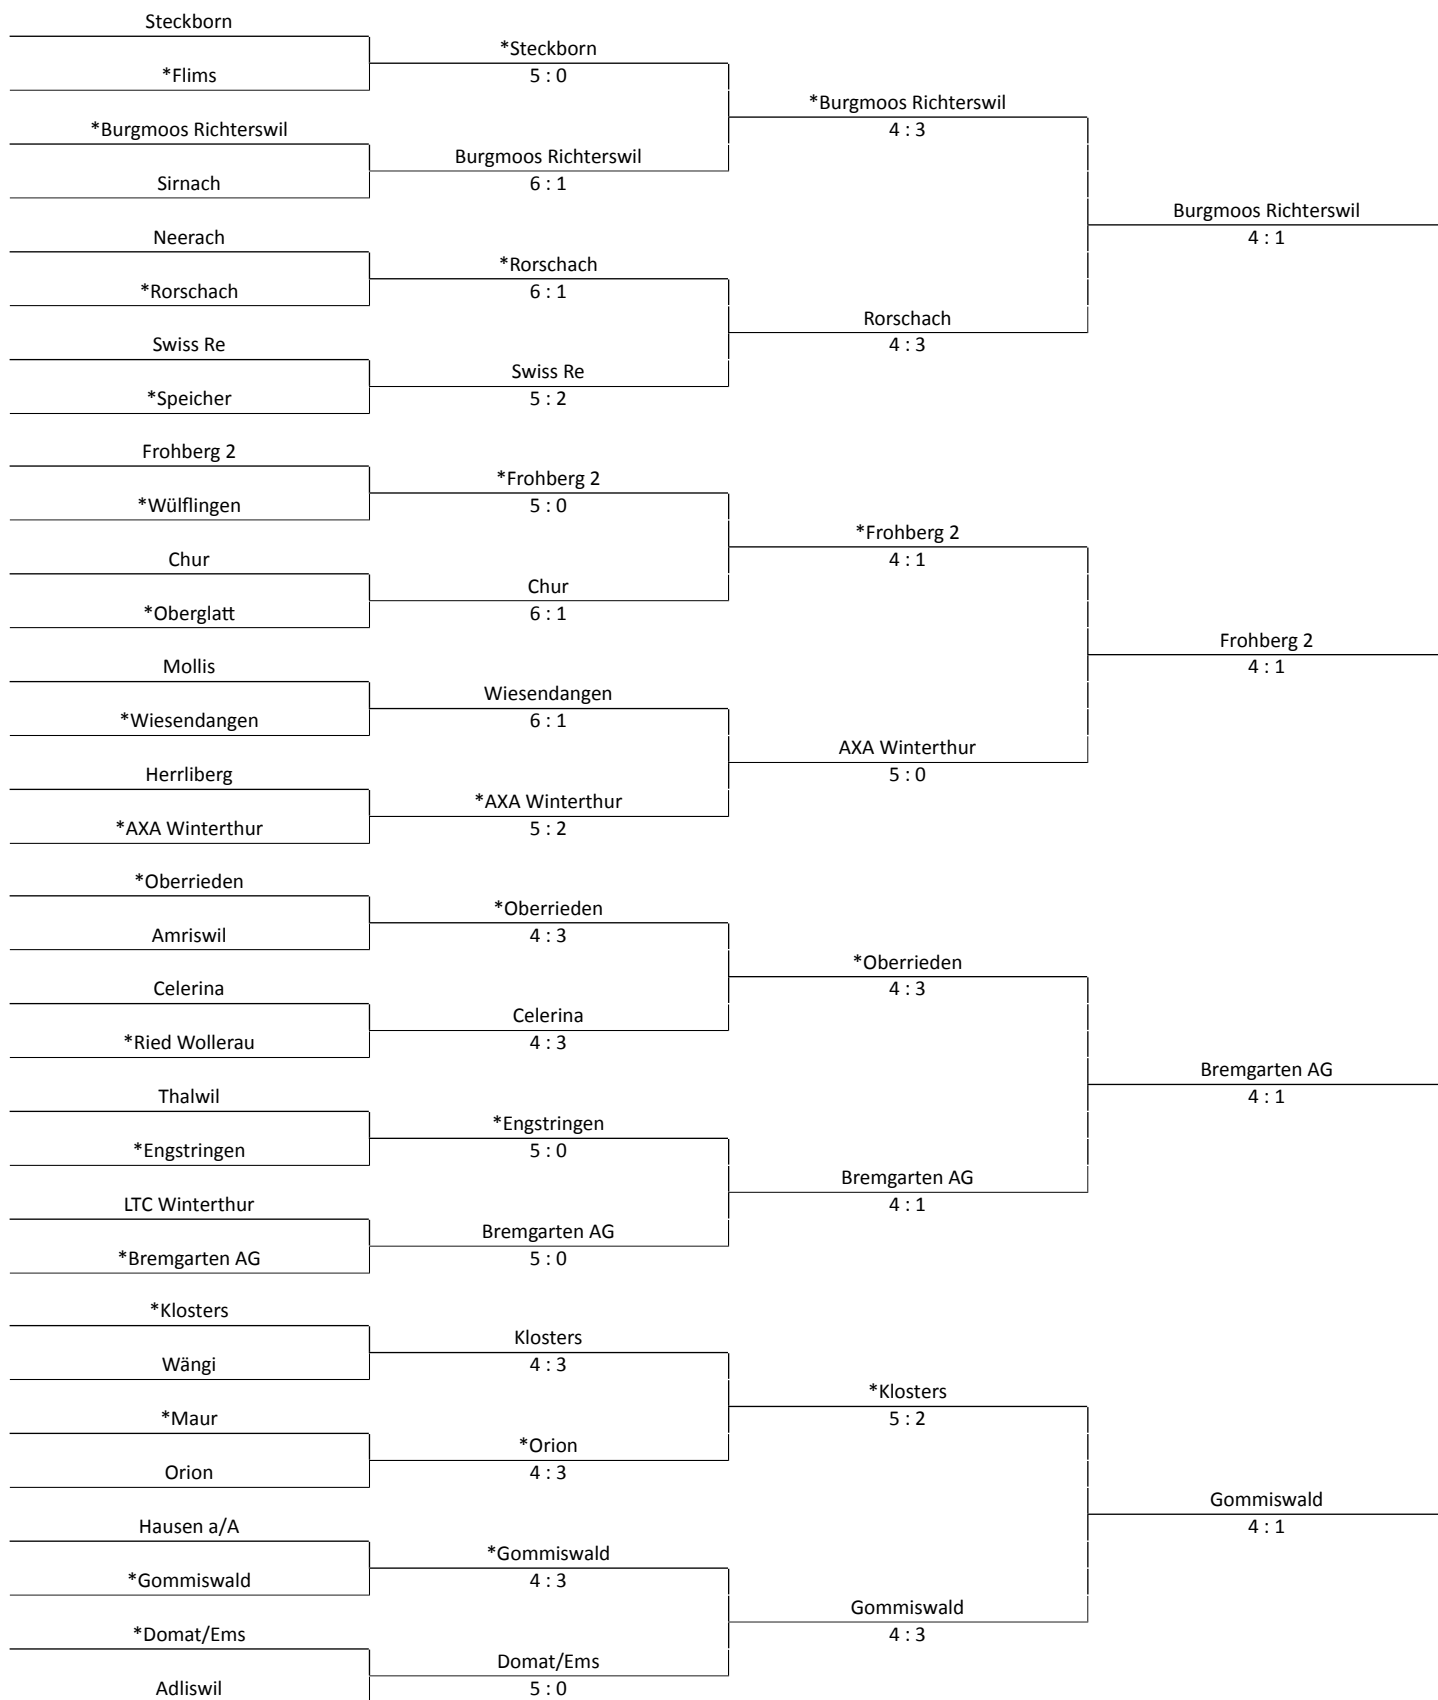 Steckborn
*Flims
*Burgmoos Richterswil
Sirnach
Neerach
*Rorschach
Swiss Re
*Speicher
Frohberg 2
*Wülflingen
Chur
*Oberglatt
Mollis
*Wiesendangen
Herrliberg
*AXA Winterthur
*Oberrieden
Amriswil
Celerina
*Ried Wollerau
Thalwil
*Engstringen
LTC Winterthur
*Bremgarten AG
*Klosters
Wängi
*Maur
Orion
Hausen a/A
*Gommiswald
*Domat/Ems
Adliswil
*Steckborn
5 : 0
Burgmoos Richterswil
6 : 1
*Rorschach
6 : 1
Swiss Re
5 : 2
*Frohberg 2
5 : 0
Chur
6 : 1
Wiesendangen
6 : 1
*AXA Winterthur
5 : 2
*Oberrieden
4 : 3
Celerina
4 : 3
*Engstringen
5 : 0
Bremgarten AG
5 : 0
Klosters
4 : 3
*Orion
4 : 3
*Gommiswald
4 : 3
Domat/Ems
5 : 0
*Burgmoos Richterswil
4 : 3
Rorschach
4 : 3
*Frohberg 2
4 : 1
AXA Winterthur
5 : 0
*Oberrieden
4 : 3
Bremgarten AG
4 : 1
*Klosters
5 : 2
Gommiswald
4 : 3
Burgmoos Richterswil
4 : 1
Frohberg 2
4 : 1
Bremgarten AG
4 : 1
Gommiswald
4 : 1